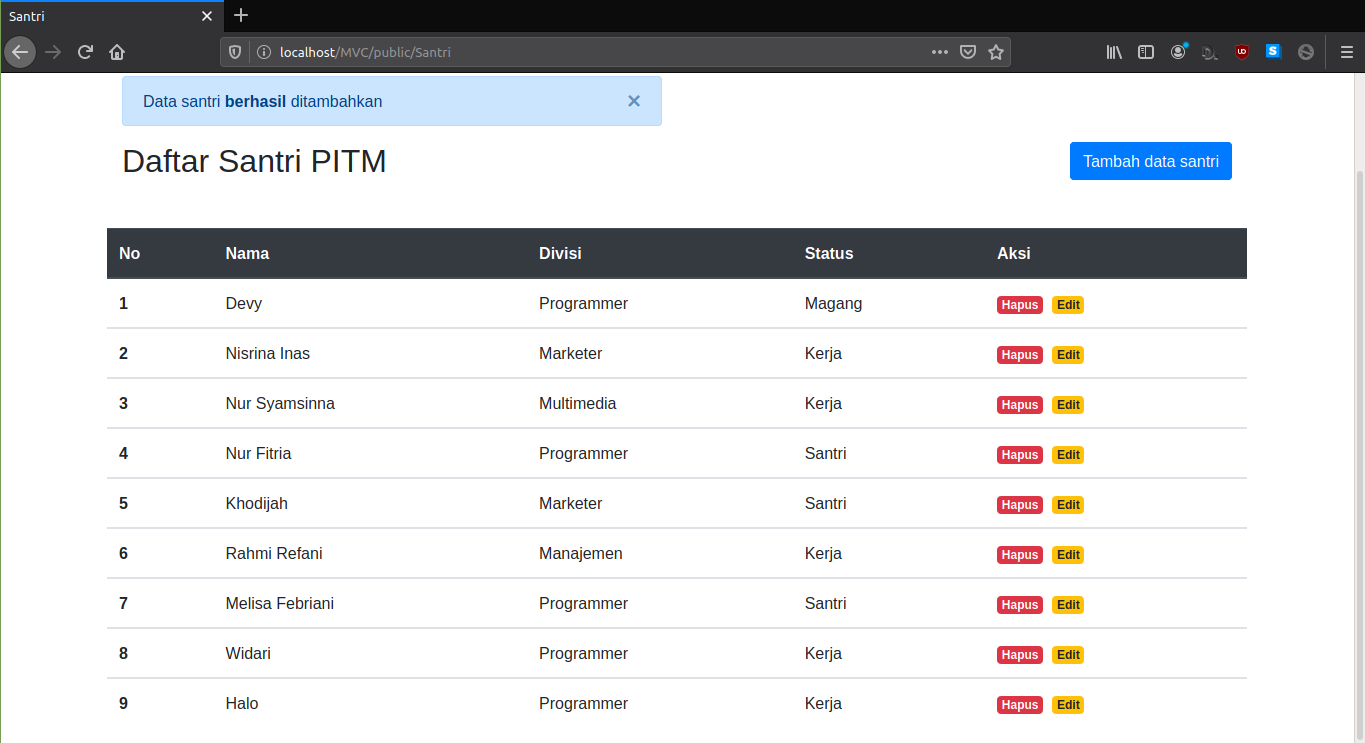 Santri
localhost/MVC/public/Santri
Data santri berhasil ditambahkan ×
Daftar Santri PITM
Tambah data santri
No Nama Divisi Status Aksi
1 Devy Programmer Magang Hapus Edit
2 Nisrina Inas Marketer Kerja Hapus Edit
3 Nur Syamsinna Multimedia Kerja Hapus Edit
4 Nur Fitria Programmer Santri Hapus Edit
5 Khodijah Marketer Santri Hapus Edit
6 Rahmi Refani Manajemen Kerja Hapus Edit
7 Melisa Febriani Programmer Santri Hapus Edit
8 Widari Programmer Kerja Hapus Edit
9 Halo Programmer Kerja Hapus Edit